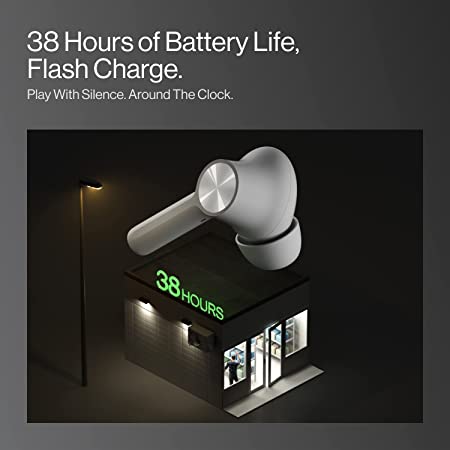 38 Hours of Battery Life,
Flash Charge.
Play With Silence. Around The Clock.
38 HOURS